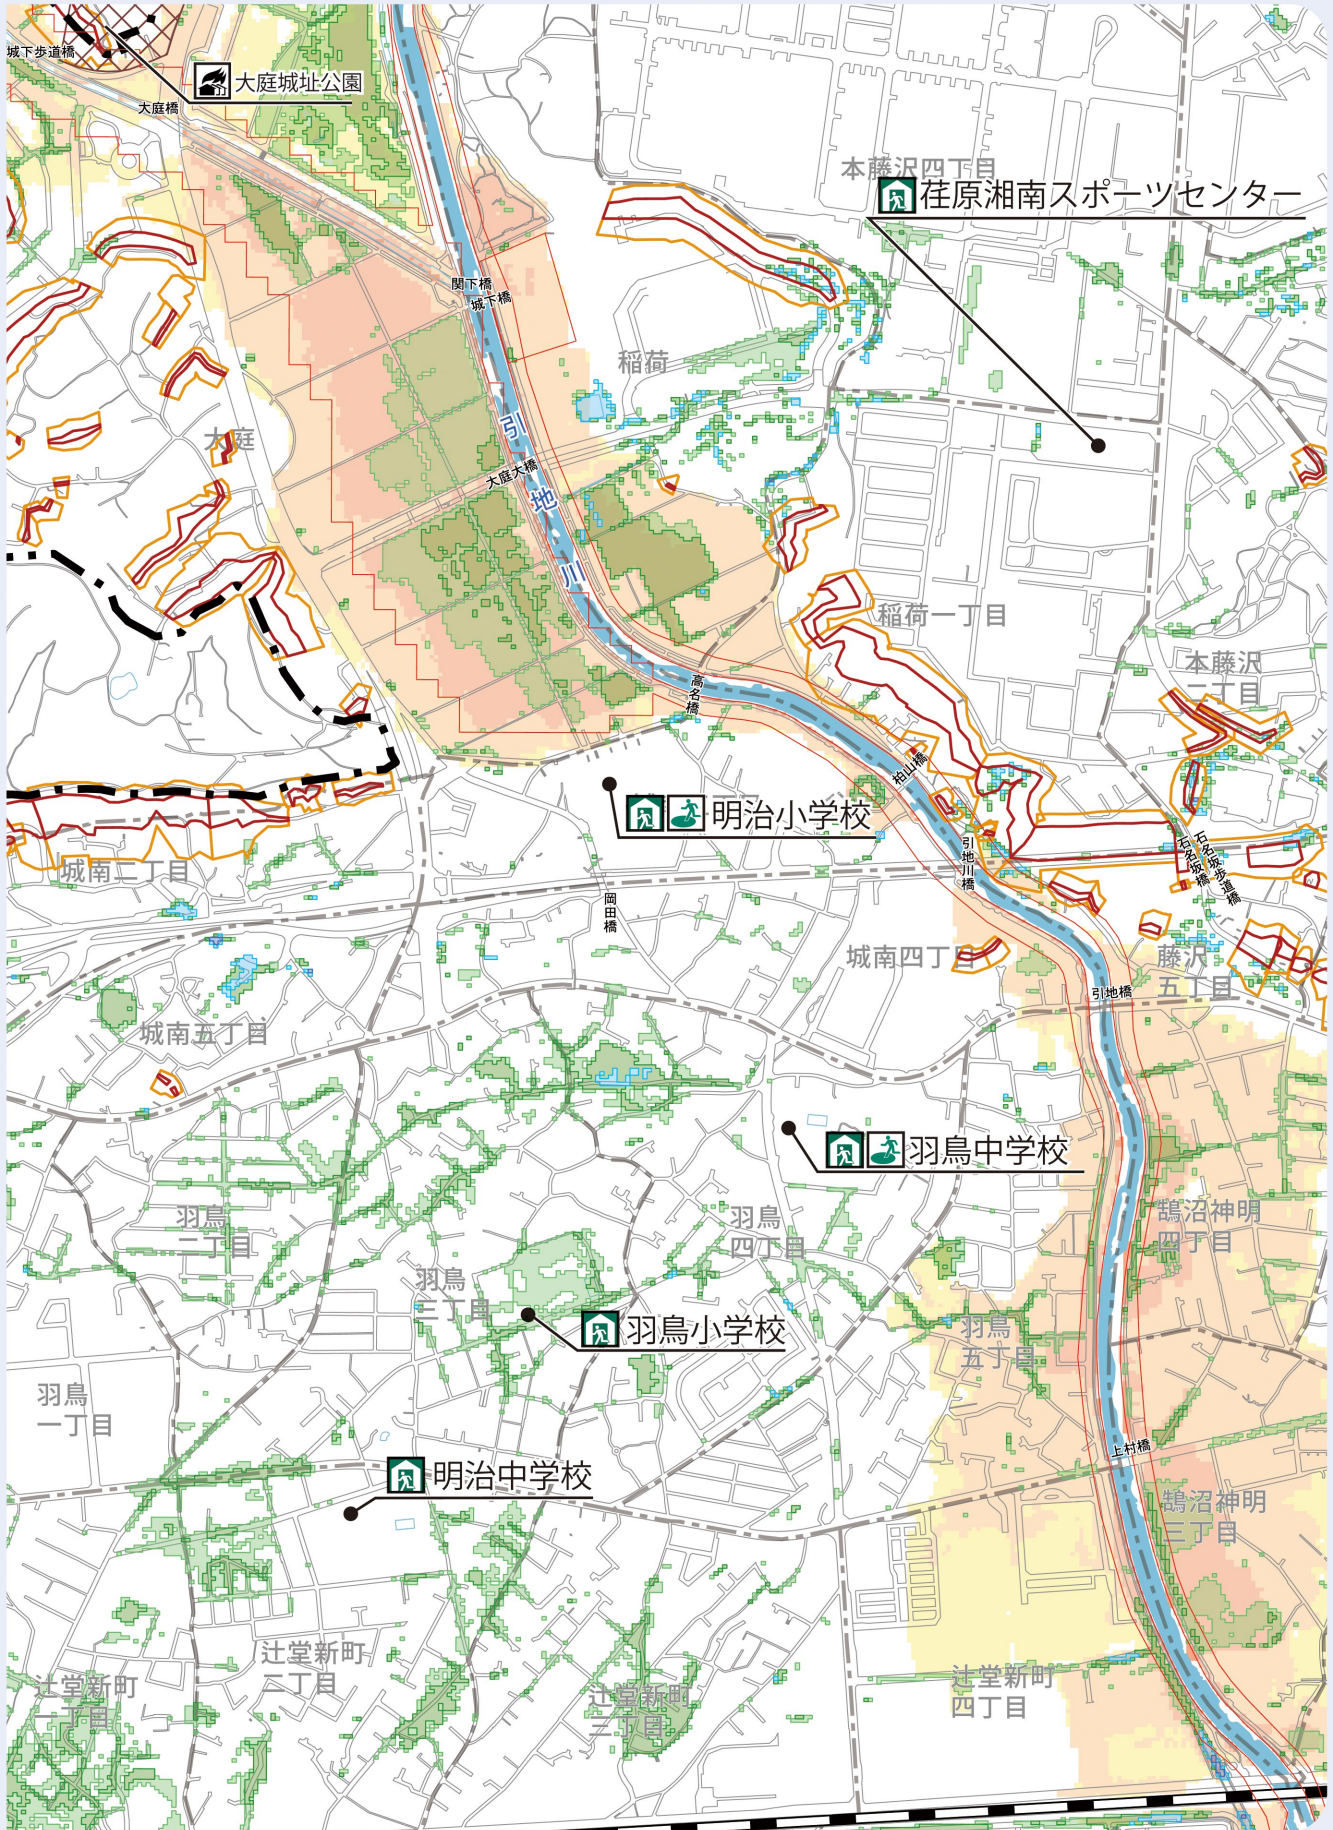 城下歩道橋
大庭城址公園
大庭橋
本藤沢四丁目
荏原湘南スポーツセンター
関下橋
城下橋
稲荷
大庭
引地川
大庭大橋
稲荷一丁目
本藤沢
二丁目
高名橋
柏山橋
明治小学校
城南二丁目
引地川橋
石名坂橋
石名坂歩道橋
岡田橋
城南四丁目
藤沢
五丁目
引地橋
城南五丁目
羽鳥中学校
羽鳥
二丁目
羽鳥
四丁目
鵠沼神明
四丁目
羽鳥
三丁目
羽鳥小学校
羽鳥
五丁目
羽鳥
一丁目
上村橋
明治中学校
鵠沼神明
三丁目
辻堂新町
二丁目
辻堂新町
一丁目
辻堂新町
三丁目
辻堂新町
四丁目